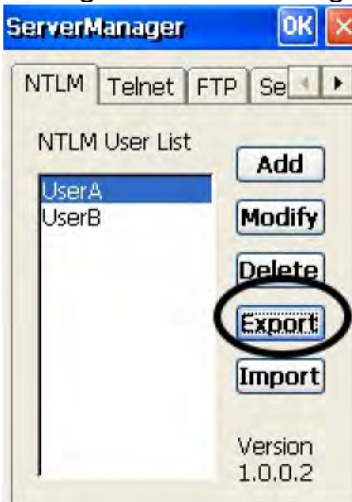 ServerManager OK
NTLM Telnet FTP Se
NTLM User List
Add
UserA
UserB
Modify
Delete
Export
Import
Version
1.0.0.2